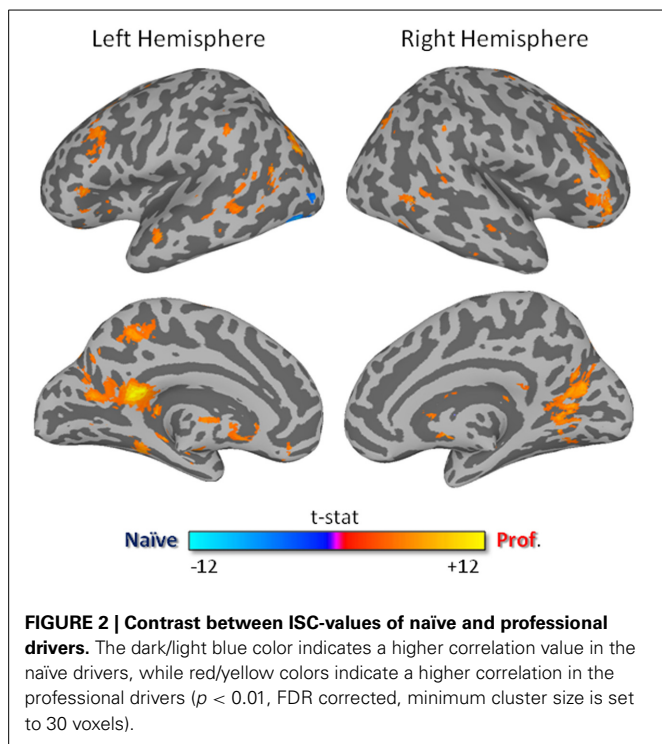 Left Hemisphere Right Hemisphere
t-stat
Naïve Prof.
-12 +12
FIGURE 2 | Contrast between ISC-values of naïve and professional
drivers. The dark/light blue color indicates a higher correlation value in the
naïve drivers, while red/yellow colors indicate a higher correlation in the
professional drivers (p < 0.01, FDR corrected, minimum cluster size is set
to 30 voxels).